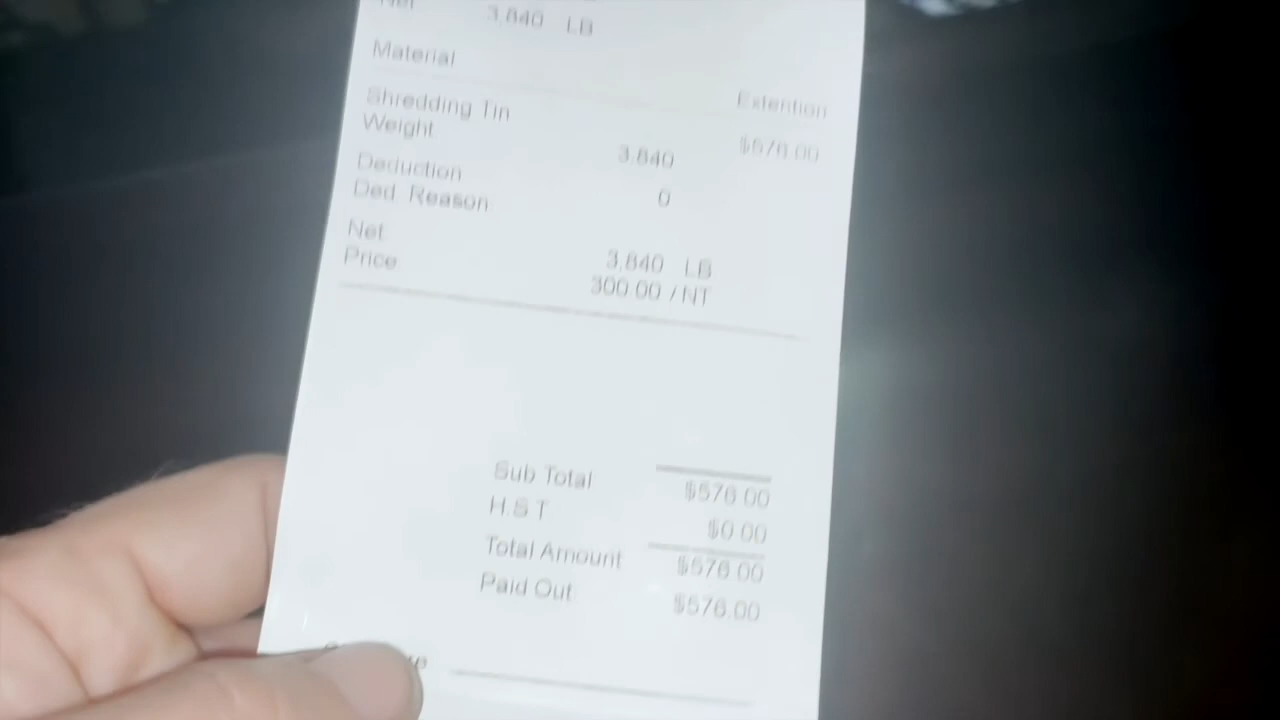 Net 3,840 LB
Material
Extention
Shredding Tin $576.00
Weight 3,840
Deduction 0
Ded. Reason
Net 3,840 LB
Price 300.00 / NT
Sub Total $576.00
H.S.T $0.00
Total Amount $576.00
Paid Out $576.00